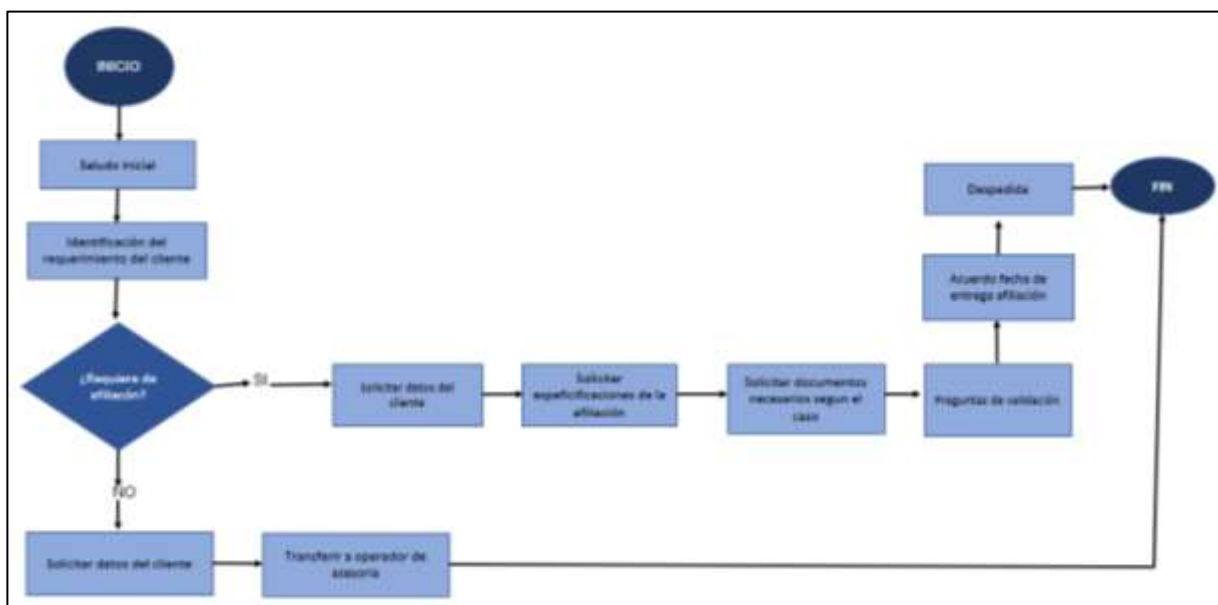 INICIO
Saludo inicial
Identificación del
requerimiento del cliente
¿Requiere de
afiliación?
SI
Solicitar datos del
cliente
Solicitar
espeficificaciones de la
afiliación
Solicitar documentos
necesarios segun el
caso
Preguntas de validación
Acuerdo fecha de
entrega afiliación
Despedida
FIN
NO
Solicitar datos del cliente
Transferir a operador de
asesoria